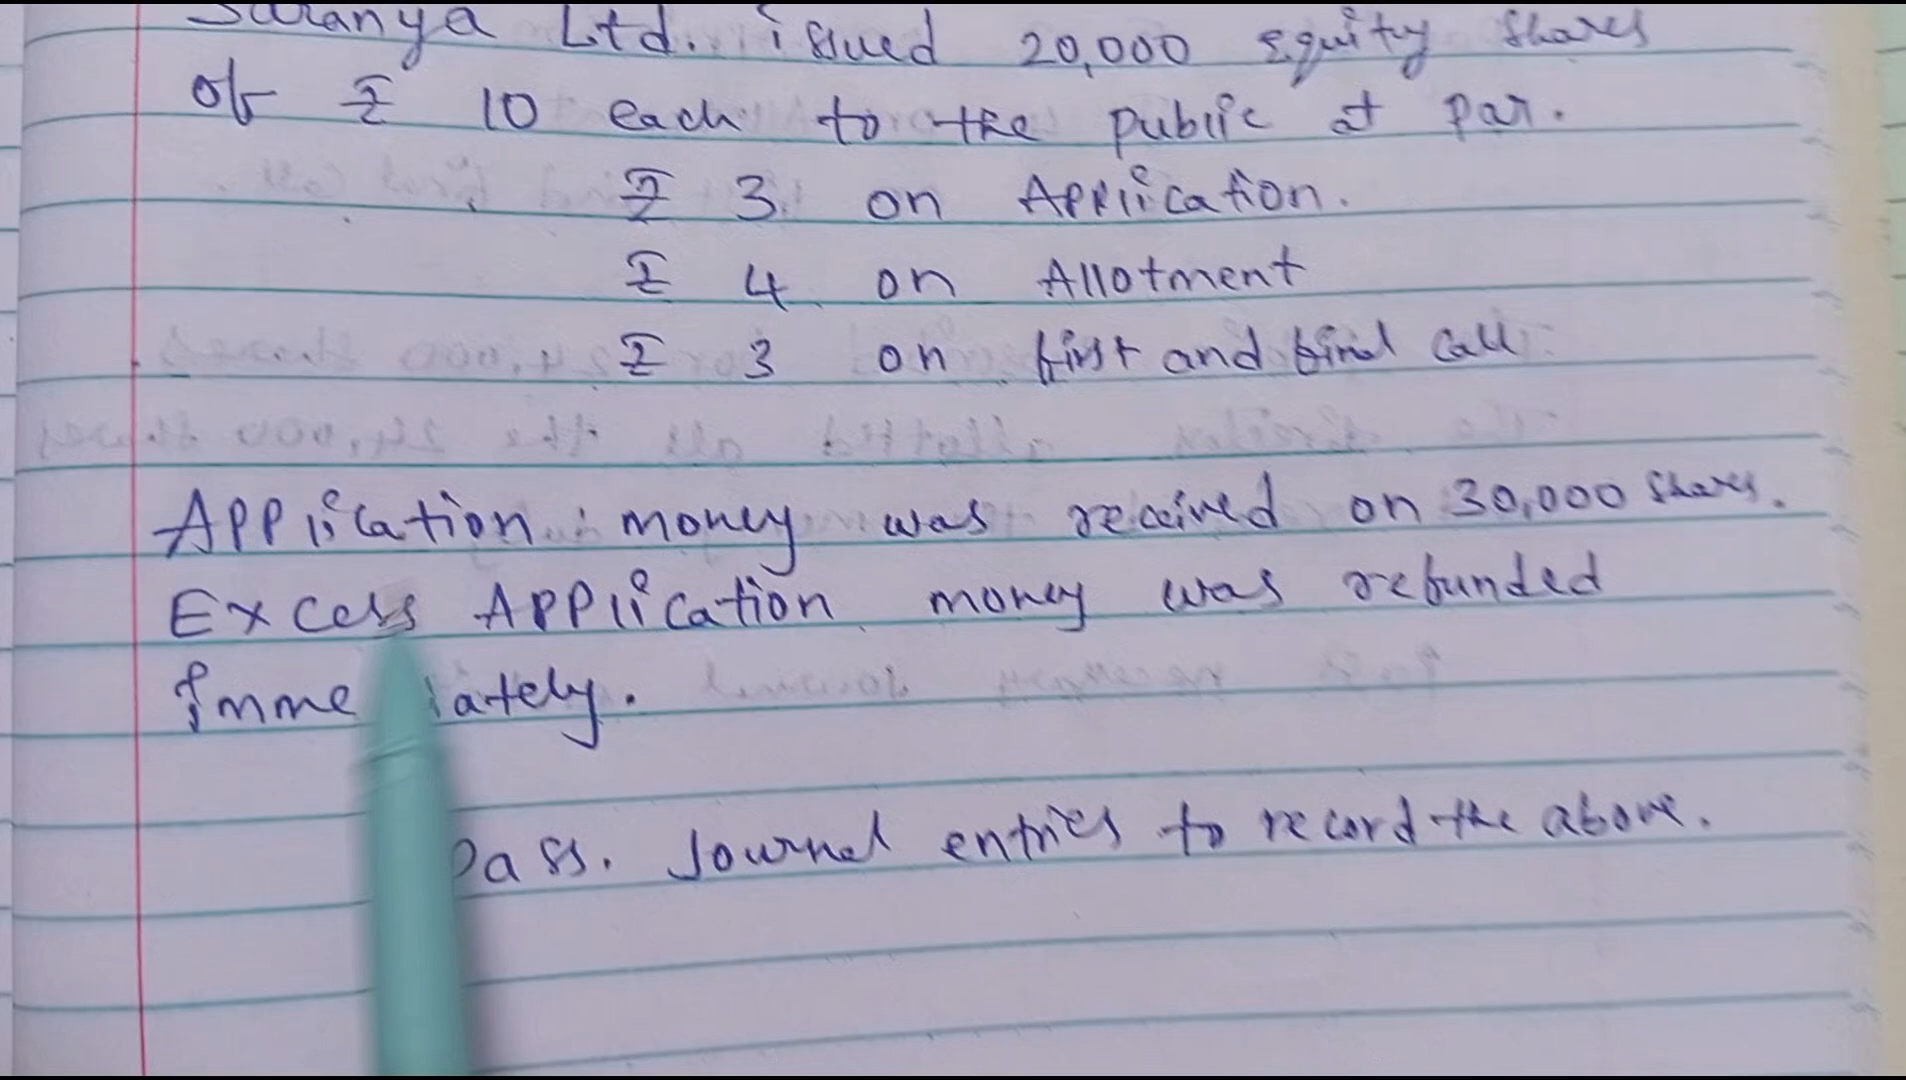 Saranya Ltd. issued 20,000 equity shares
of ₹ 10 each to the public at par.
₹ 3 on Application.
₹ 4 on Allotment
₹ 3 on first and final call
Application money was received on 30,000 shares.
Excess Application money was refunded
immediately.
Pass Journal entries to record the above.